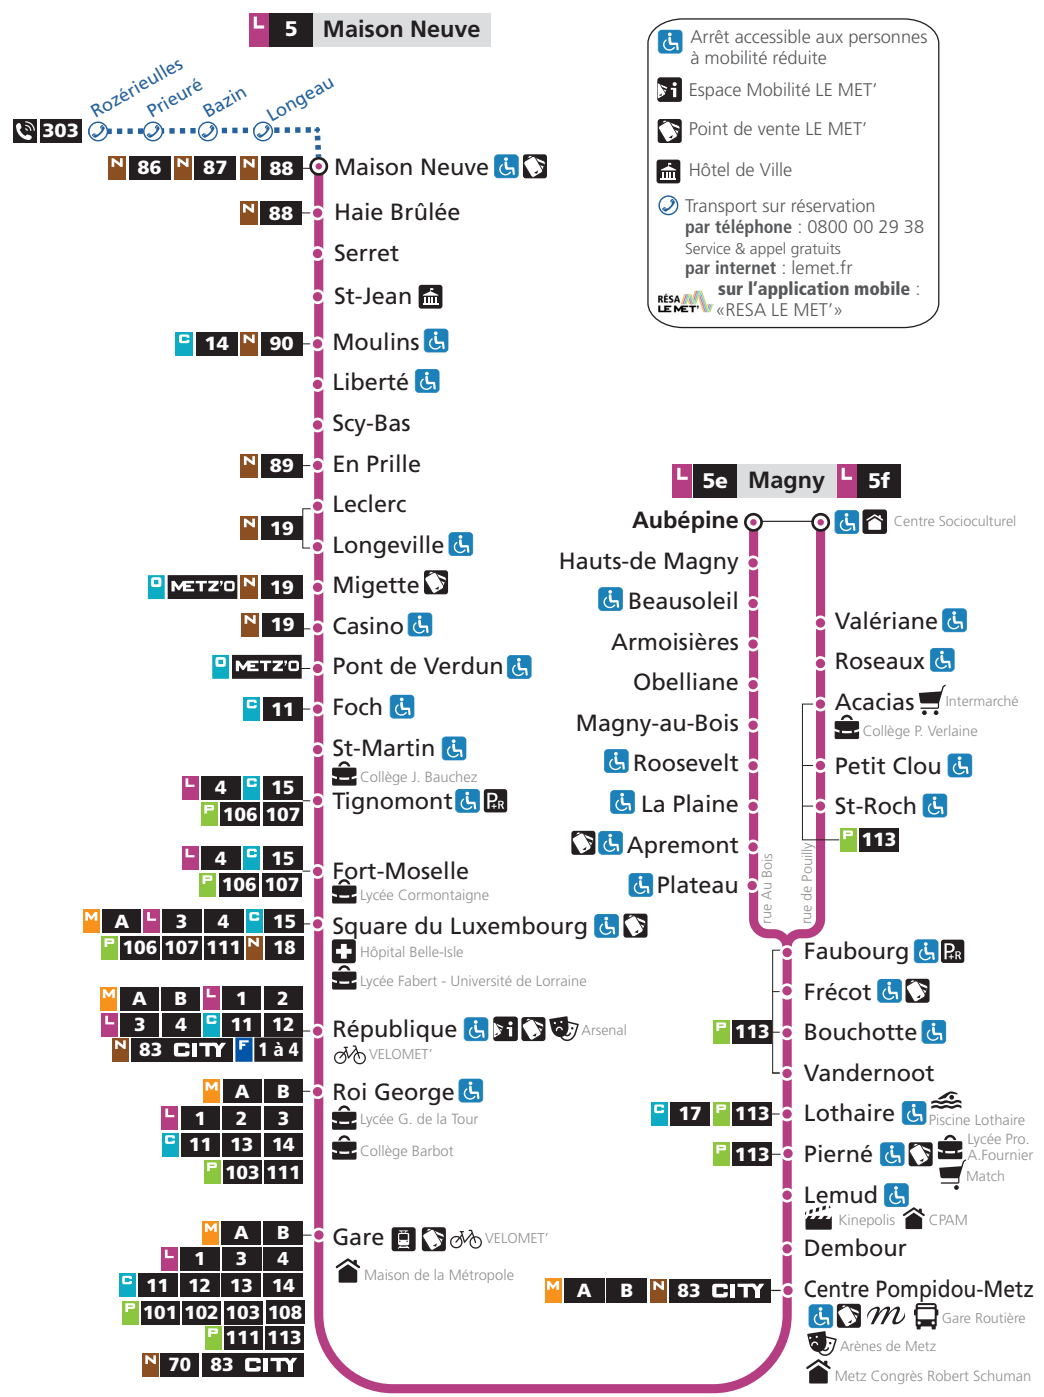 L 5 Maison Neuve
Arrêt accessible aux personnes
à mobilité réduite
Espace Mobilité LE MET’
Point de vente LE MET’
Hôtel de Ville
Transport sur réservation
par téléphone : 0800 00 29 38
Service & appel gratuits
par internet : lemet.fr
sur l’application mobile :
RÉSA LE MET’ «RESA LE MET’»
Rozérieulles
Prieuré
Bazin
Longeau
303
N 86 N 87 N 88 Maison Neuve
N 88 Haie Brûlée
Serret
St-Jean
C 14 N 90 Moulins
Liberté
Scy-Bas
N 89 En Prille
Leclerc
N 19
Longeville
O METZ’O N 19 Migette
N 19 Casino
O METZ’O Pont de Verdun
C 11 Foch
St-Martin
Collège J. Bauchez
L 4 C 15
Tignomont P+R
P 106 107
L 4 C 15
Fort-Moselle
P 106 107
Lycée Cormontaigne
M A L 3 4 C 15
Square du Luxembourg
P 106 107 111 N 18
Hôpital Belle-Isle
Lycée Fabert - Université de Lorraine
M A B L 1 2
L 3 4 C 11 12
République Arsenal
N 83 CITY F 1 à 4
VELOMET’
M A B Roi George
L 1 2 3
Lycée G. de la Tour
C 11 13 14
Collège Barbot
P 103 111
M A B Gare VELOMET’
L 1 3 4
Maison de la Métropole
C 11 12 13 14
P 101 102 103 108
P 111 113
N 70 83 CITY
L 5e Magny L 5f
Aubépine Centre Socioculturel
Hauts-de Magny
Beausoleil
Armoisières
Obelliane
Magny-au-Bois
Roosevelt
La Plaine
Apremont
Plateau
rue Au Bois
Valériane
Roseaux
Acacias Intermarché
Collège P. Verlaine
Petit Clou
St-Roch
P 113
rue de Pouilly
Faubourg P+R
Frécot
P 113 Bouchotte
Vandernoot
C 17 P 113 Lothaire
Piscine Lothaire
P 113 Pierné
Lycée Pro.
A.Fournier
Match
Lemud
Kinepolis CPAM
Dembour
M A B N 83 CITY Centre Pompidou-Metz
m Gare Routière
Arènes de Metz
Metz Congrès Robert Schuman